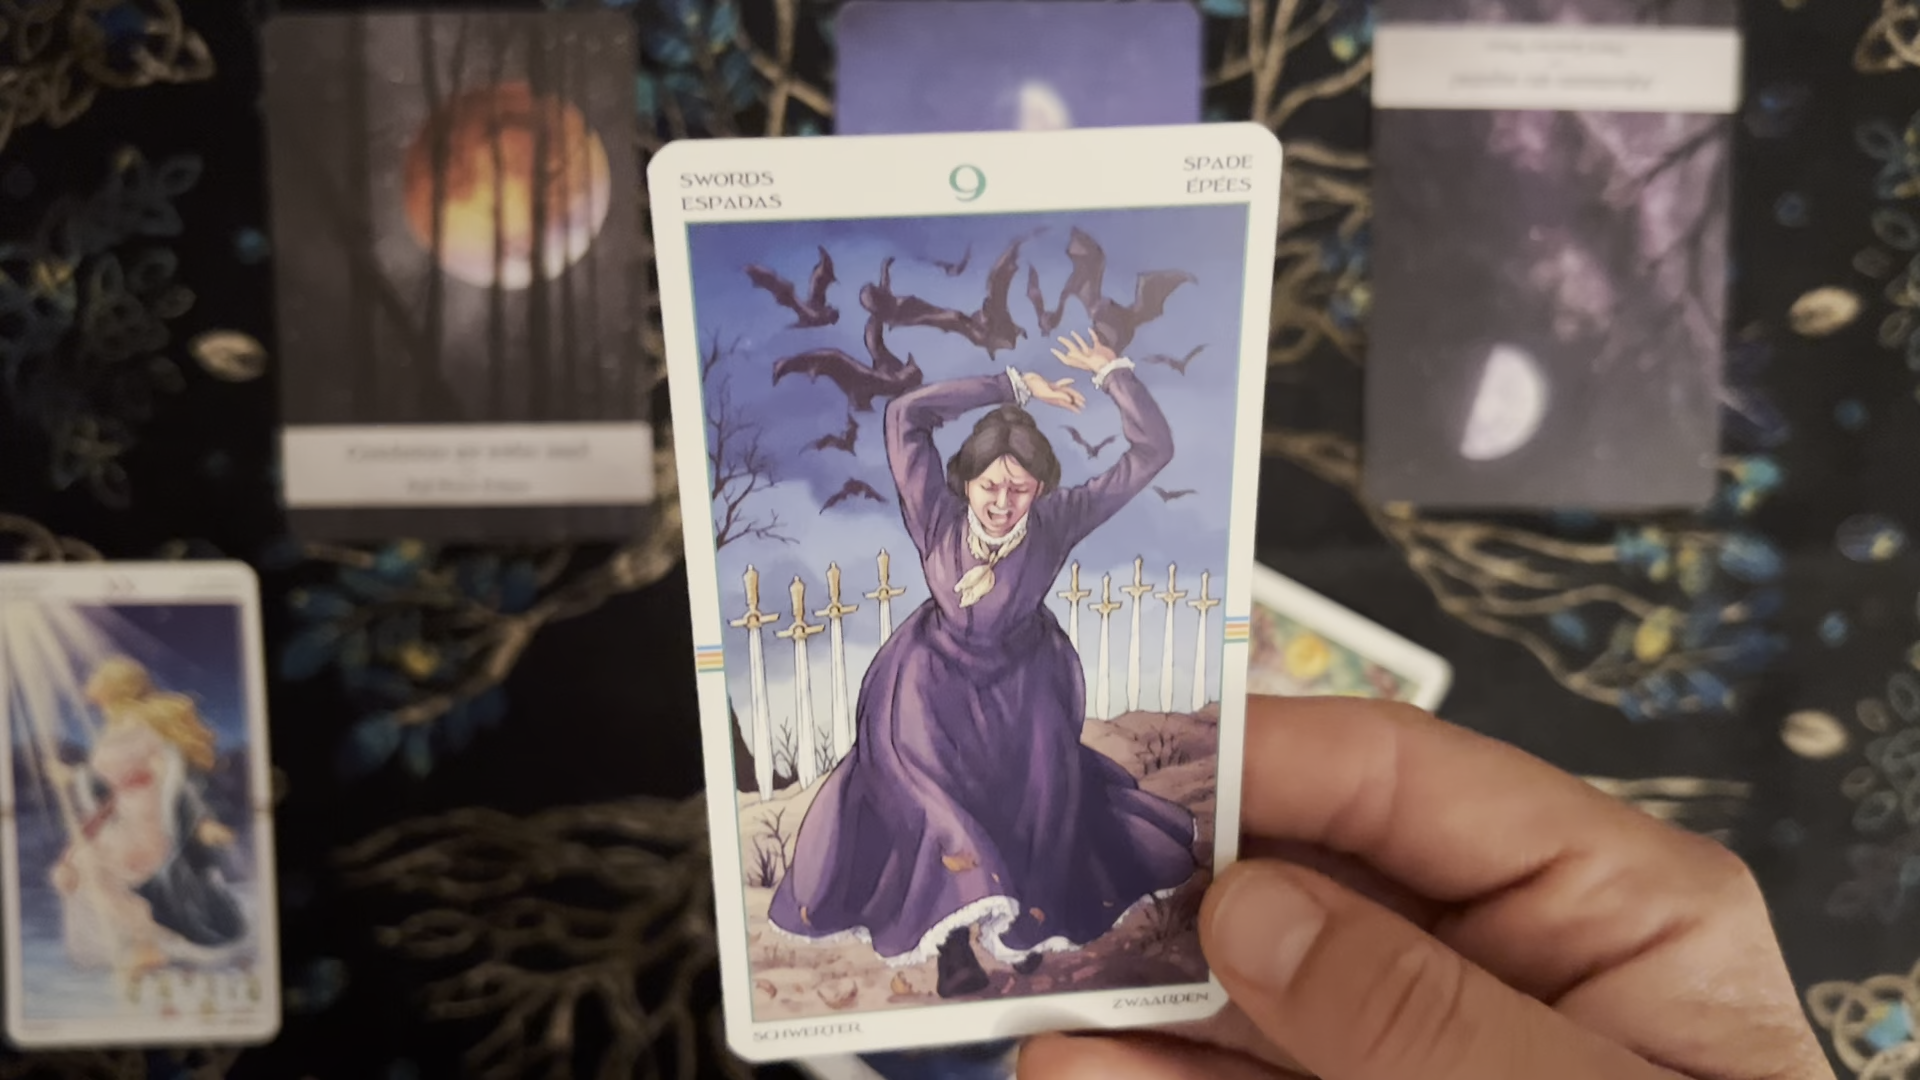 SWORDS
ESPADAS
9
SPADE
ÉPÉES
SCHWERTER
ZWAARDEN